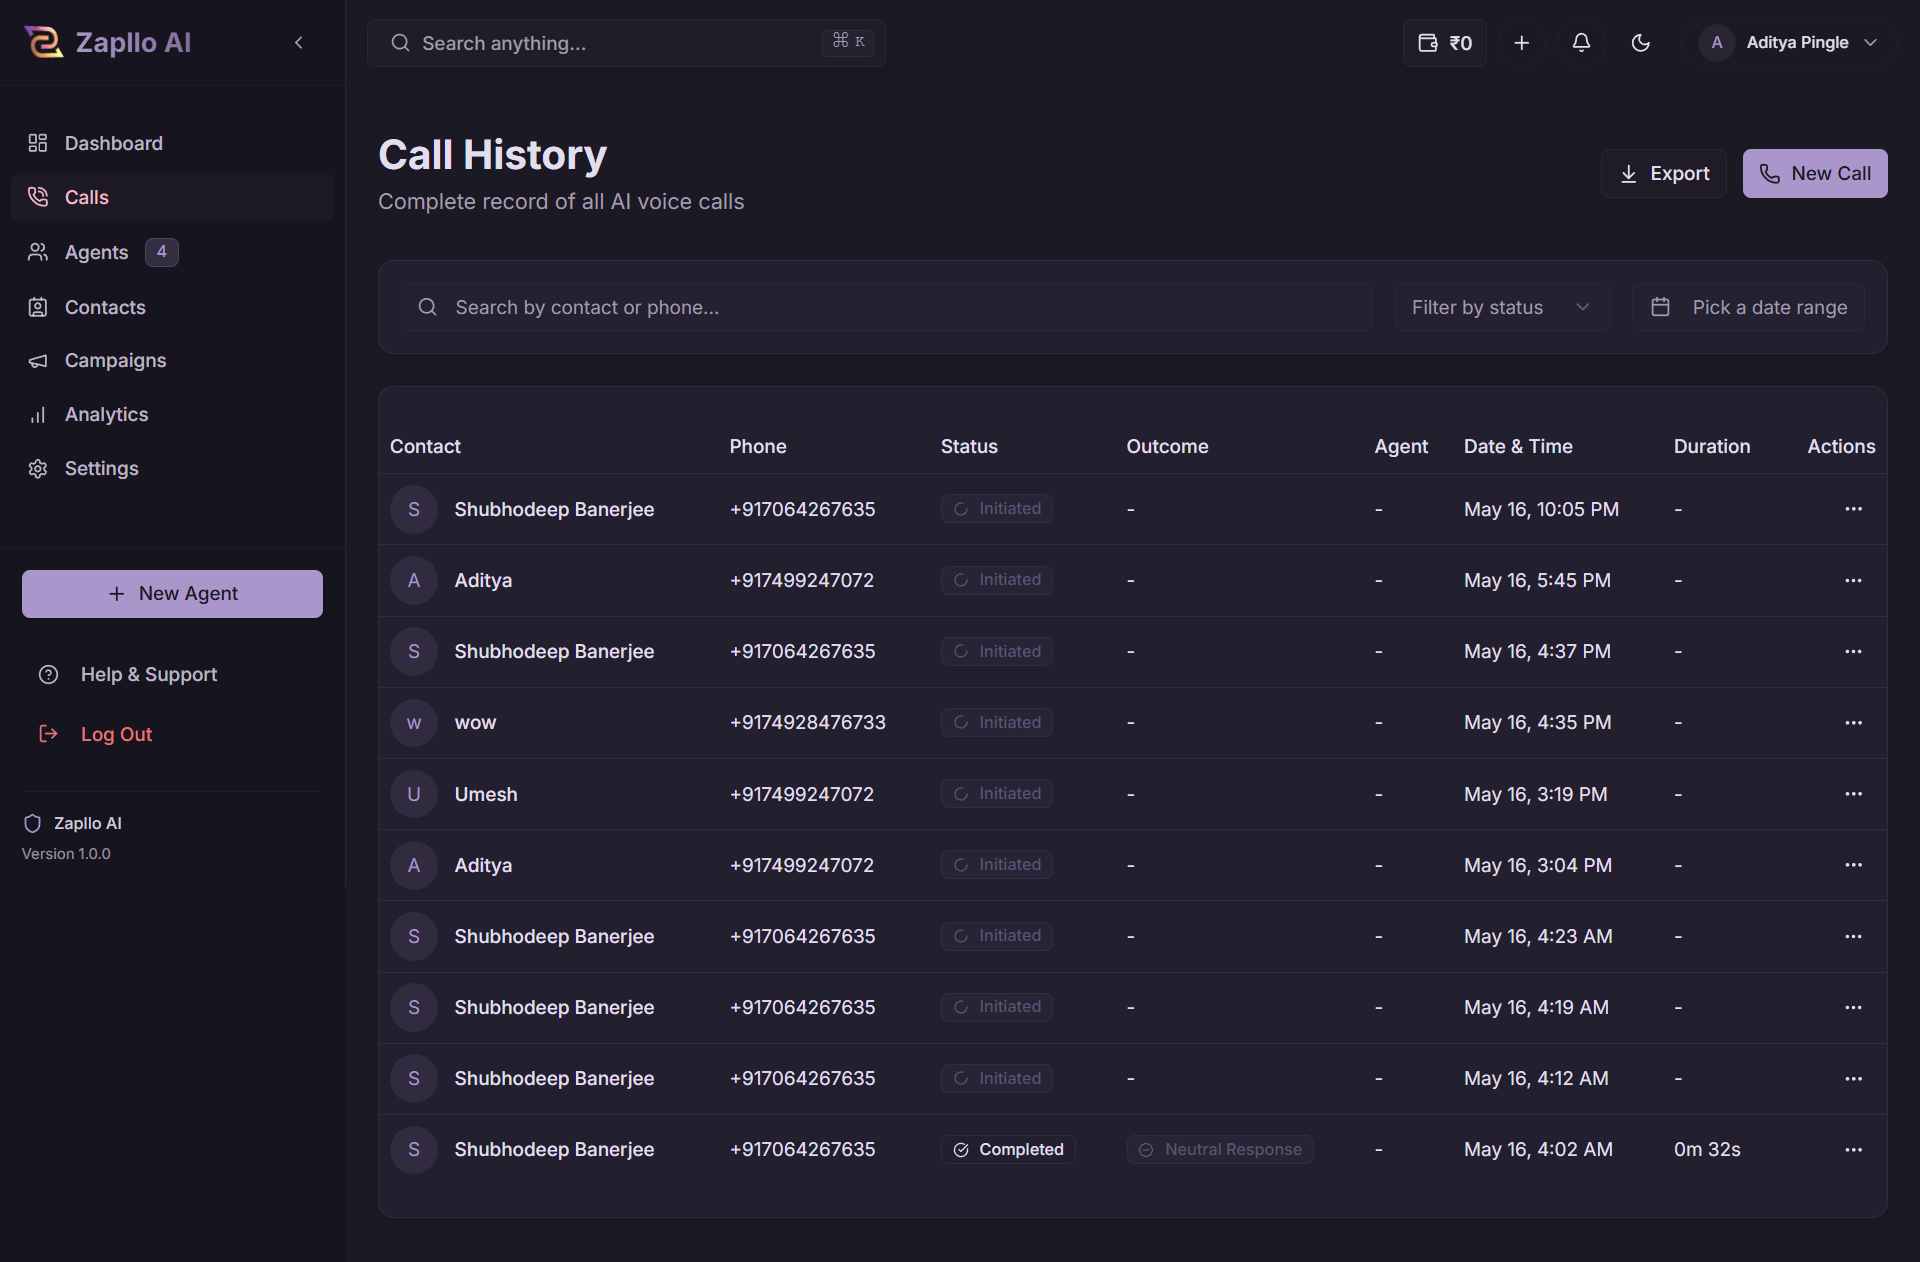 Zapllo AI
Search anything...
⌘ K
₹0
A
Aditya Pingle
Dashboard
Calls
Agents 4
Contacts
Campaigns
Analytics
Settings
New Agent
Help & Support
Log Out
Zapllo AI
Version 1.0.0
Call History
Complete record of all AI voice calls
Export
New Call
Search by contact or phone...
Filter by status
Pick a date range
Contact Phone Status Outcome Agent Date & Time Duration Actions
S Shubhodeep Banerjee +917064267635 Initiated - - May 16, 10:05 PM - ...
A Aditya +917499247072 Initiated - - May 16, 5:45 PM - ...
S Shubhodeep Banerjee +917064267635 Initiated - - May 16, 4:37 PM - ...
w wow +9174928476733 Initiated - - May 16, 4:35 PM - ...
U Umesh +917499247072 Initiated - - May 16, 3:19 PM - ...
A Aditya +917499247072 Initiated - - May 16, 3:04 PM - ...
S Shubhodeep Banerjee +917064267635 Initiated - - May 16, 4:23 AM - ...
S Shubhodeep Banerjee +917064267635 Initiated - - May 16, 4:19 AM - ...
S Shubhodeep Banerjee +917064267635 Initiated - - May 16, 4:12 AM - ...
S Shubhodeep Banerjee +917064267635 Completed Neutral Response - May 16, 4:02 AM 0m 32s ...